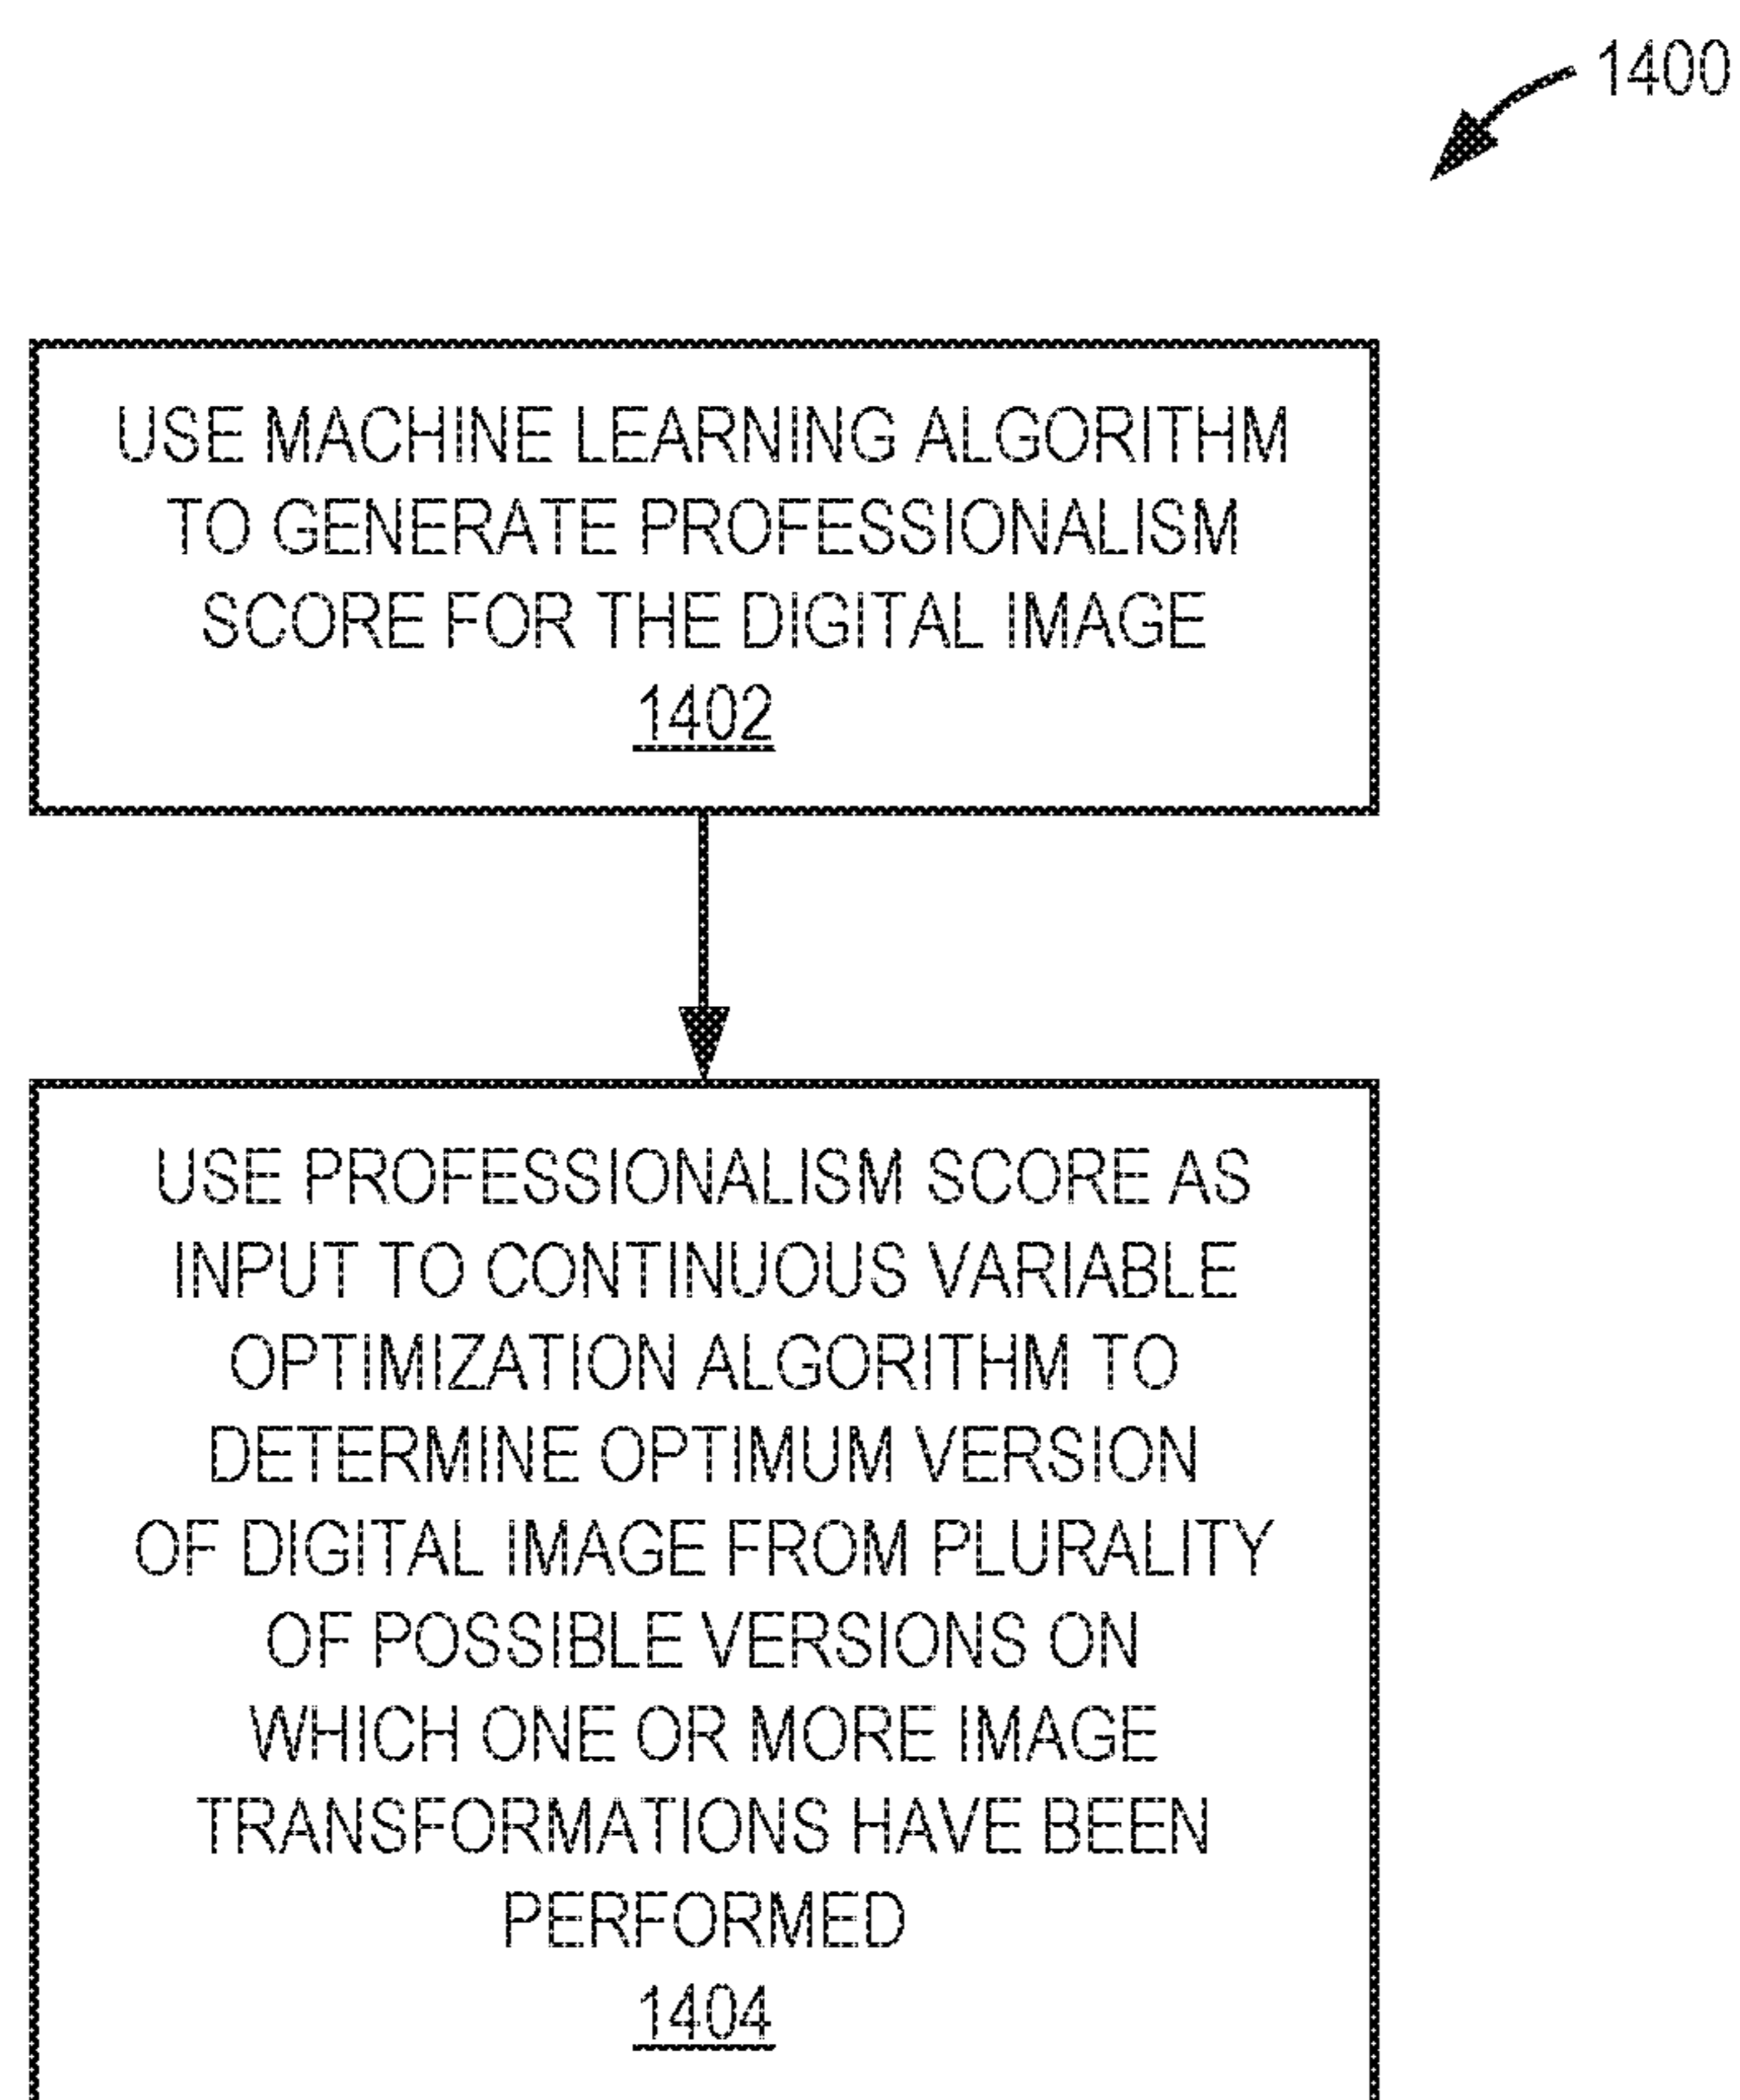 1400
USE MACHINE LEARNING ALGORITHM
TO GENERATE PROFESSIONALISM
SCORE FOR THE DIGITAL IMAGE
1402
USE PROFESSIONALISM SCORE AS
INPUT TO CONTINUOUS VARIABLE
OPTIMIZATION ALGORITHM TO
DETERMINE OPTIMUM VERSION
OF DIGITAL IMAGE FROM PLURALITY
OF POSSIBLE VERSIONS ON
WHICH ONE OR MORE IMAGE
TRANSFORMATIONS HAVE BEEN
PERFORMED
1404